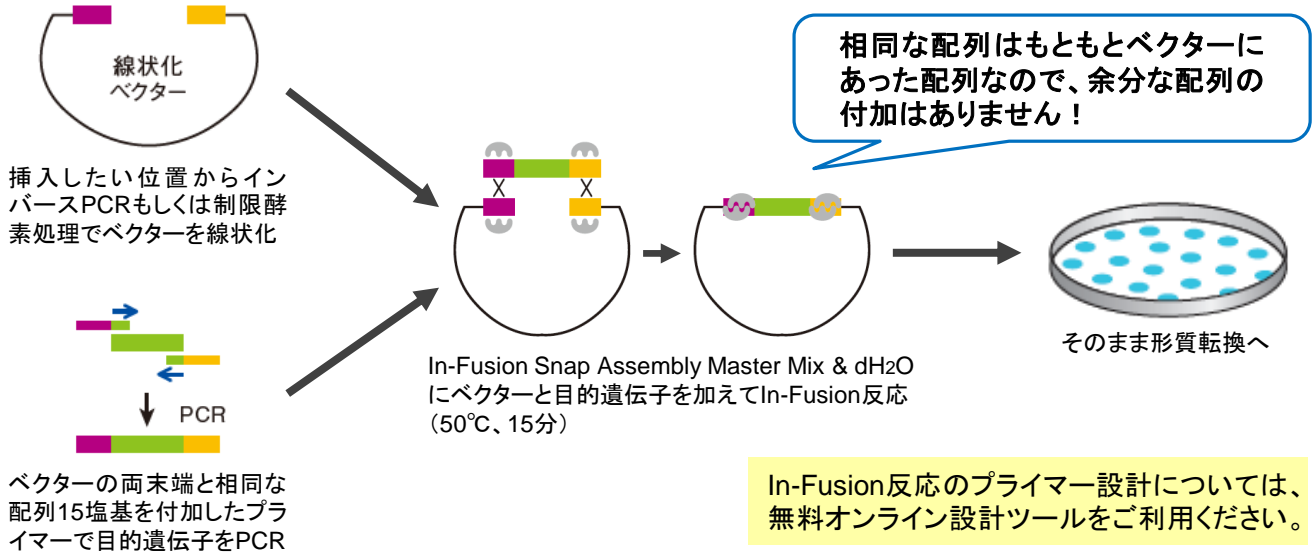 線状化
ベクター
挿入したい位置からイン
バースPCRもしくは制限酵
素処理でベクターを線状化
PCR
ベクターの両末端と相同な
配列15塩基を付加したプラ
イマーで目的遺伝子をPCR
In-Fusion Snap Assembly Master Mix & dH2O
にベクターと目的遺伝子を加えてIn-Fusion反応
（50℃、15分）
相同な配列はもともとベクターに
あった配列なので、余分な配列の
付加はありません！
そのまま形質転換へ
In-Fusion反応のプライマー設計については、
無料オンライン設計ツールをご利用ください。